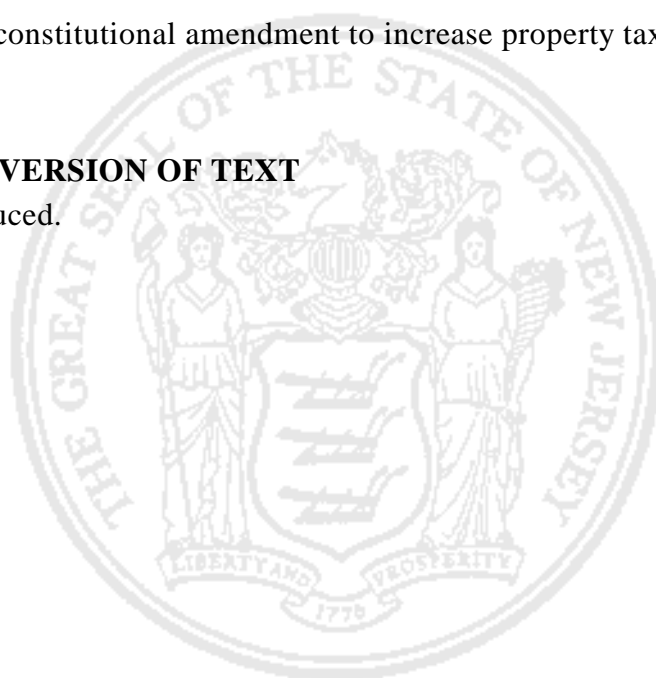 constitutional amendment to increase property tax
VERSION OF TEXT
uced.
THE GREAT SEAL OF THE STATE OF NEW JERSEY
LIBERTY AND PROSPERITY
1776